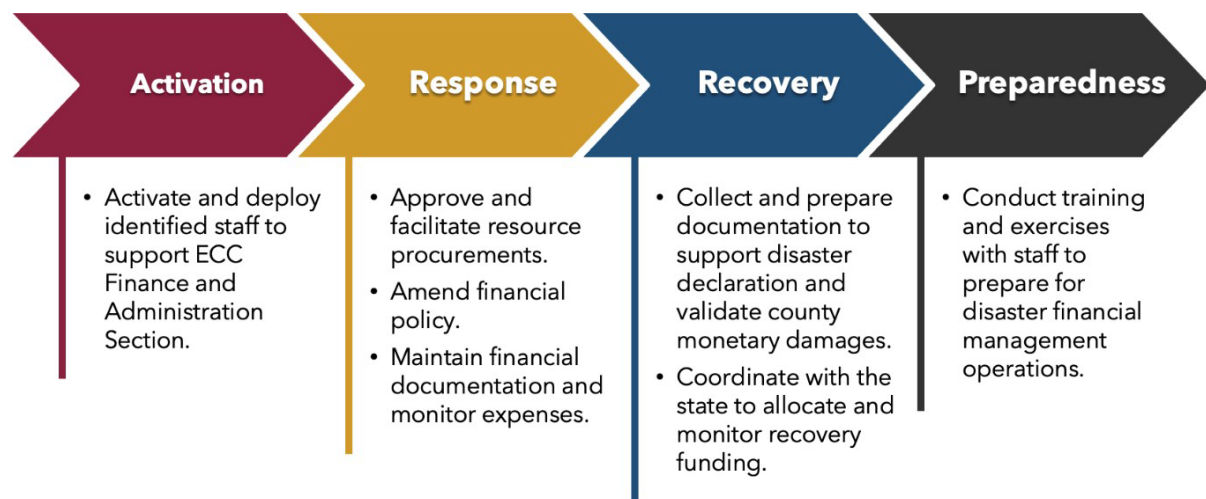 Activation
• Activate and deploy
identified staff to
support ECC
Finance and
Administration
Section.
Response
• Approve and
facilitate resource
procurements.
• Amend financial
policy.
• Maintain financial
documentation and
monitor expenses.
Recovery
• Collect and prepare
documentation to
support disaster
declaration and
validate county
monetary damages.
• Coordinate with the
state to allocate and
monitor recovery
funding.
Preparedness
• Conduct training
and exercises
with staff to
prepare for
disaster financial
management
operations.